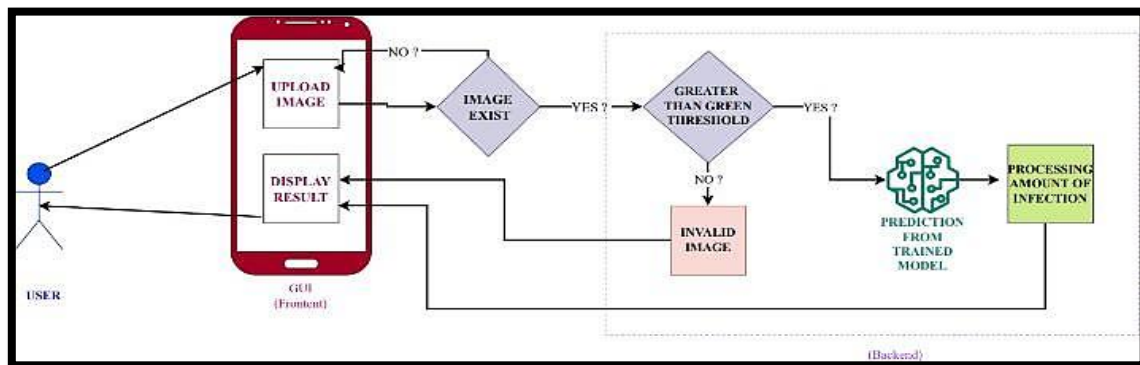 NO ?
UPLOAD
IMAGE
IMAGE
EXIST
YES ?
GREATER
THAN GREEN
THRESHOLD
YES ?
NO ?
DISPLAY
RESULT
INVALID
IMAGE
PREDICTION
FROM
TRAINED
MODEL
PROCESSING
AMOUNT OF
INFECTION
USER
GUI
(Frontent)
(Backend)